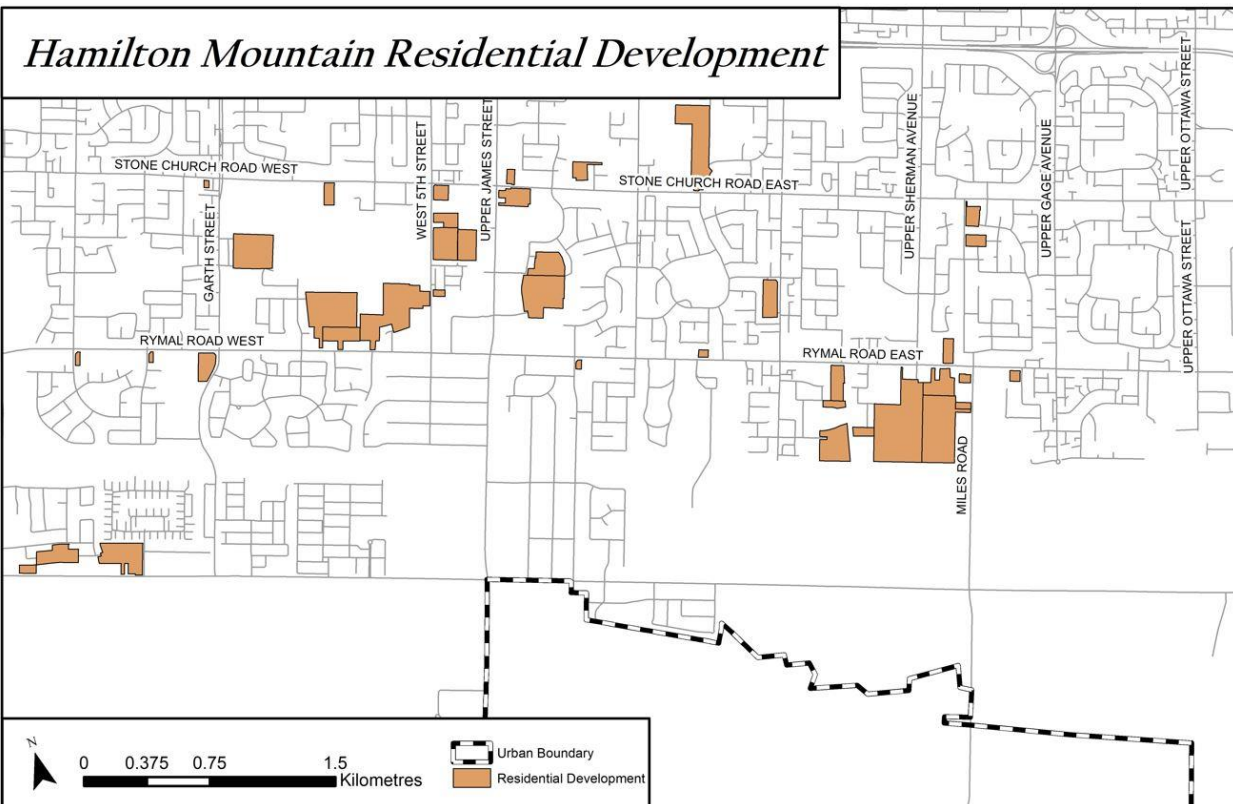 Hamilton Mountain Residential Development
STONE CHURCH ROAD WEST
GARTH STREET
WEST 5TH STREET
UPPER JAMES STREET
STONE CHURCH ROAD EAST
UPPER SHERMAN AVENUE
UPPER GAGE AVENUE
UPPER OTTAWA STREET
UPPER OTTAWA STREET
RYMAL ROAD WEST
RYMAL ROAD EAST
MILES ROAD
N
0 0.375 0.75 1.5
Kilometres
Urban Boundary
Residential Development